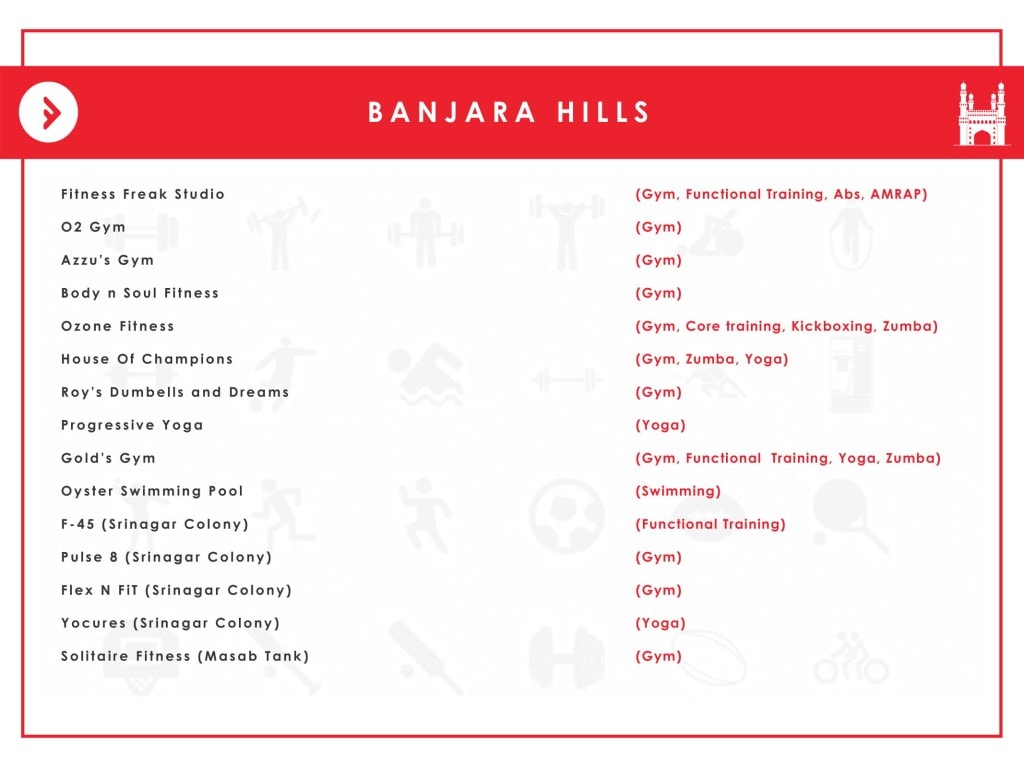 BANJARA HILLS
Fitness Freak Studio (Gym, Functional Training, Abs, AMRAP)
O2 Gym (Gym)
Azzu's Gym (Gym)
Body n Soul Fitness (Gym)
Ozone Fitness (Gym, Core training, Kickboxing, Zumba)
House Of Champions (Gym, Zumba, Yoga)
Roy's Dumbells and Dreams (Gym)
Progressive Yoga (Yoga)
Gold's Gym (Gym, Functional Training, Yoga, Zumba)
Oyster Swimming Pool (Swimming)
F-45 (Srinagar Colony) (Functional Training)
Pulse 8 (Srinagar Colony) (Gym)
Flex N FiT (Srinagar Colony) (Gym)
Yocures (Srinagar Colony) (Yoga)
Solitaire Fitness (Masab Tank) (Gym)